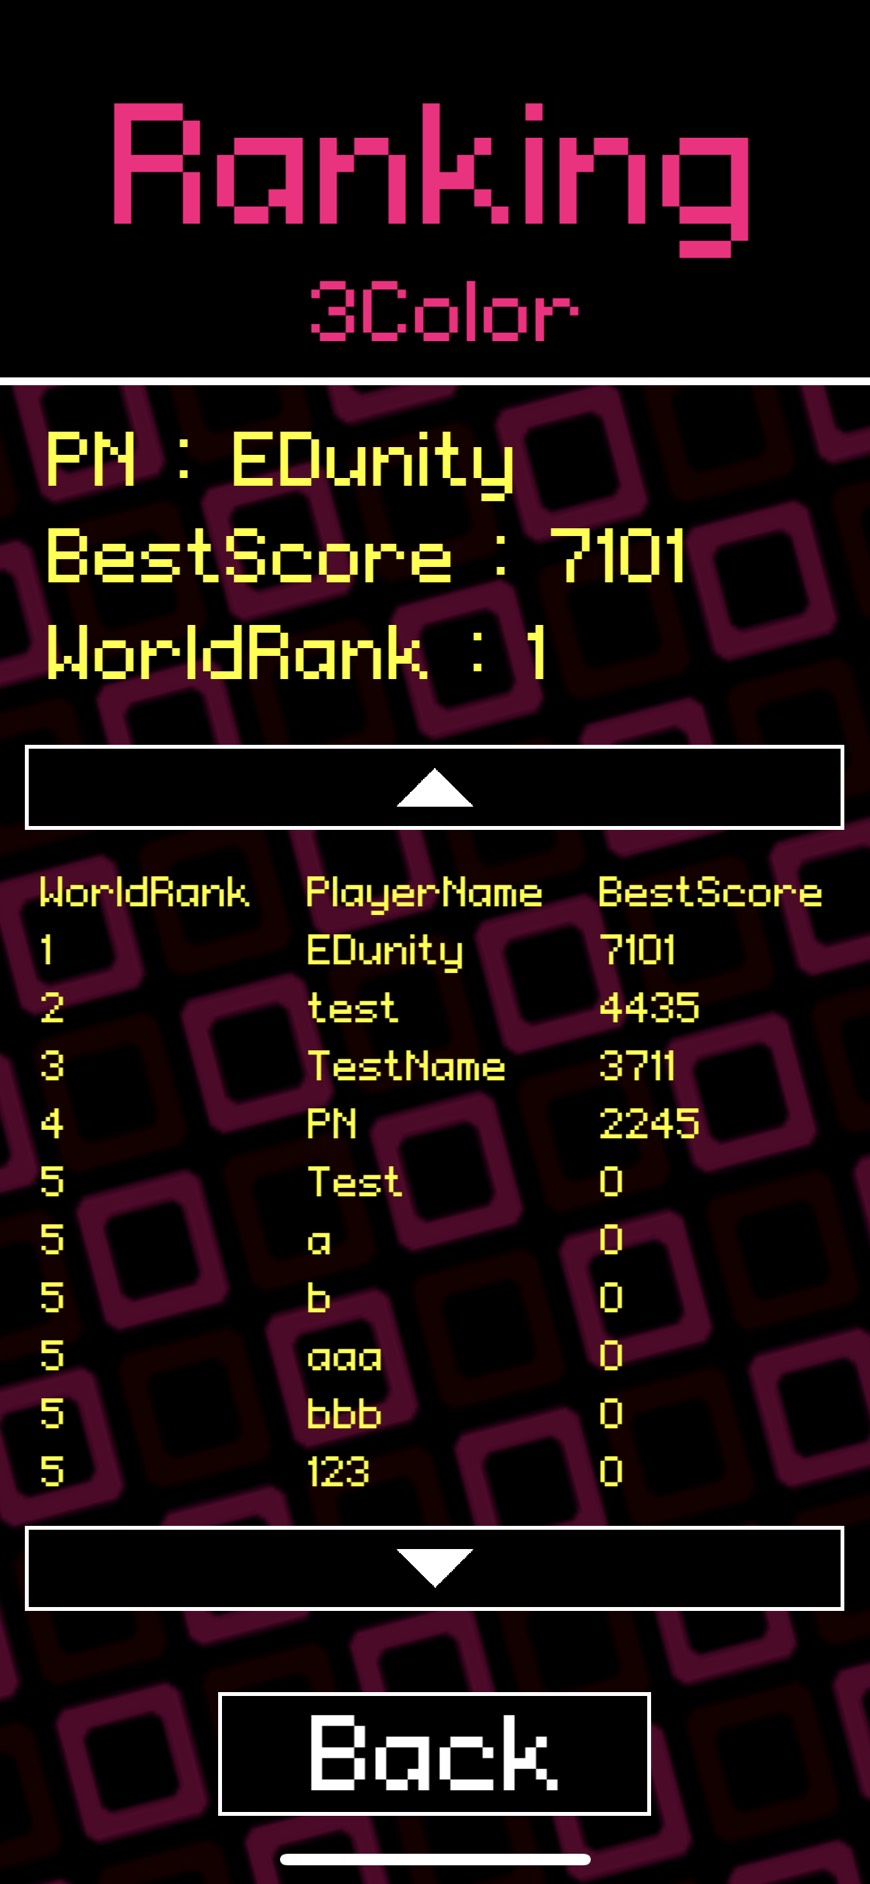 Ranking
3Color
PN : EDunity
BestScore : 7101
WorldRank : 1
WorldRank PlayerName BestScore
1 EDunity 7101
2 test 4435
3 TestName 3711
4 PN 2245
5 Test 0
5 a 0
5 b 0
5 aaa 0
5 bbb 0
5 123 0
Back